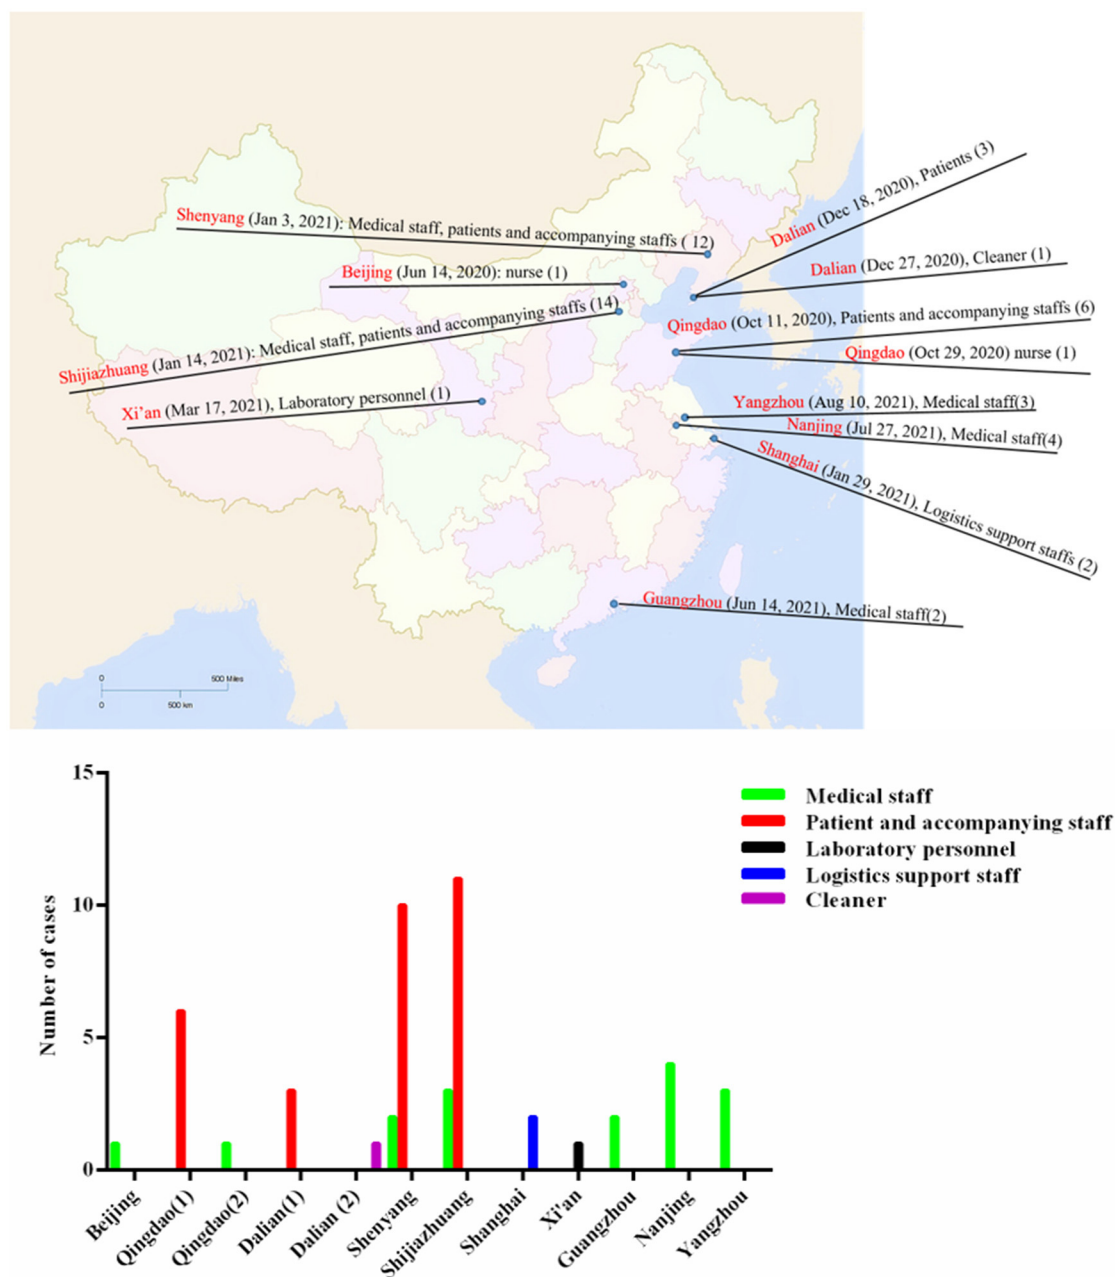 Dalian (Dec 18, 2020), Patients (3)
Shenyang (Jan 3, 2021): Medical staff, patients and accompanying staffs ( 12)
Dalian (Dec 27, 2020), Cleaner (1)
Beijing (Jun 14, 2020): nurse (1)
Shijiazhuang (Jan 14, 2021): Medical staff, patients and accompanying staffs (14)
Qingdao (Oct 11, 2020), Patients and accompanying staffs (6)
Qingdao (Oct 29, 2020) nurse (1)
Xi’an (Mar 17, 2021), Laboratory personnel (1)
Yangzhou (Aug 10, 2021), Medical staff(3)
Nanjing (Jul 27, 2021), Medical staff(4)
Shanghai (Jan 29, 2021), Logistics support staffs (2)
Guangzhou (Jun 14, 2021), Medical staff(2)
0 500 Miles
0 500 km
15
10
5
0
Number of cases
Medical staff
Patient and accompanying staff
Laboratory personnel
Logistics support staff
Cleaner
Beijing
Qingdao(1)
Qingdao(2)
Dalian(1)
Dalian (2)
Shenyang
Shijiazhuang
Shanghai
Xi'an
Guangzhou
Nanjing
Yangzhou